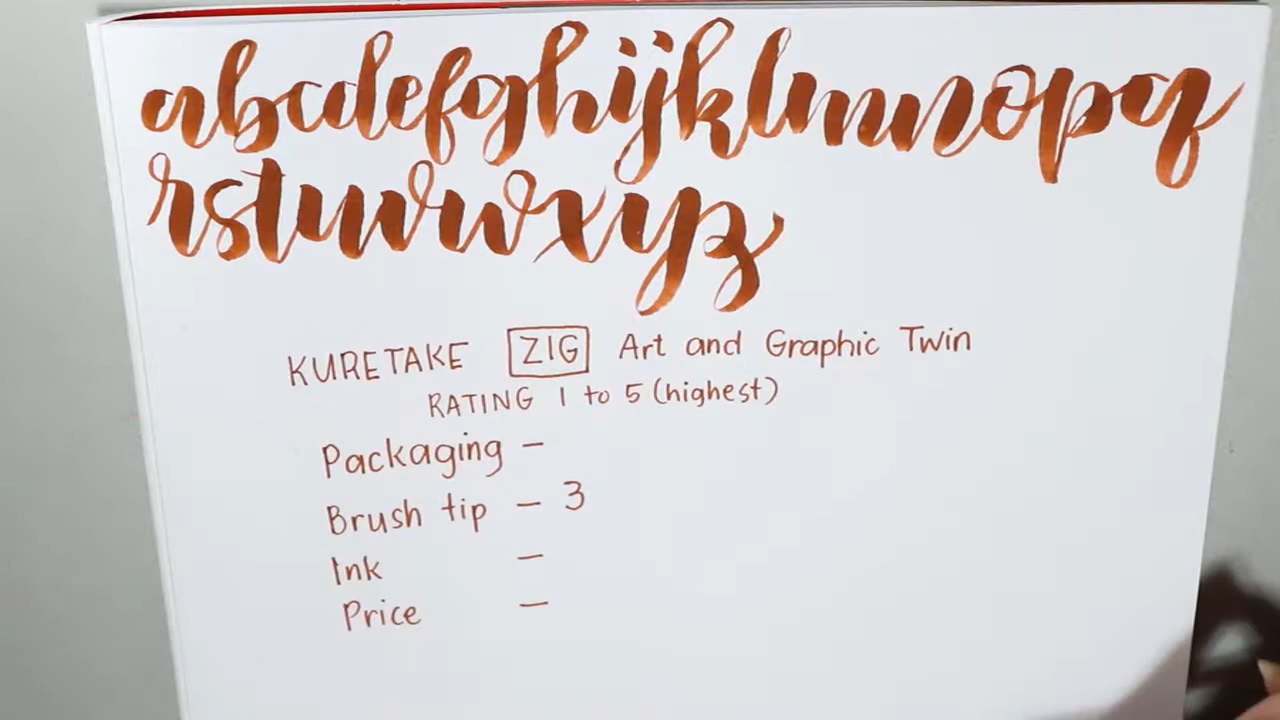 abcdefghijklmnopq
rstuvwxyz
KURETAKE ZIG Art and Graphic Twin
RATING 1 to 5 (highest)
Packaging -
Brush tip - 3
Ink -
Price -